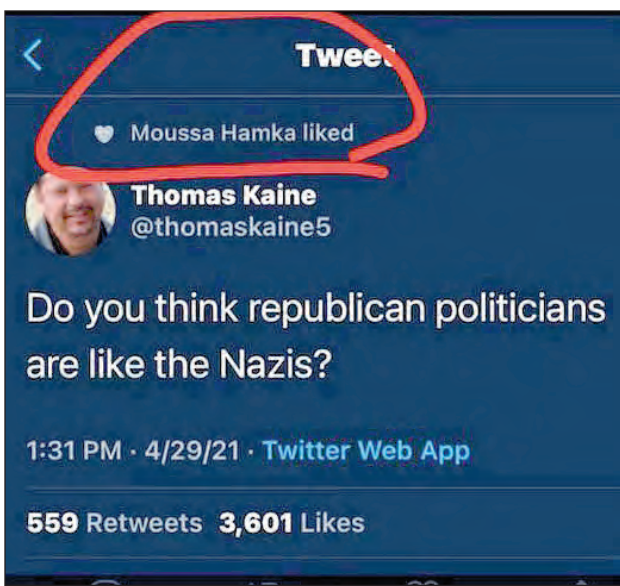 Tweet
Moussa Hamka liked
Thomas Kaine
@thomaskaine5
Do you think republican politicians
are like the Nazis?
1:31 PM · 4/29/21 · Twitter Web App
559 Retweets 3,601 Likes